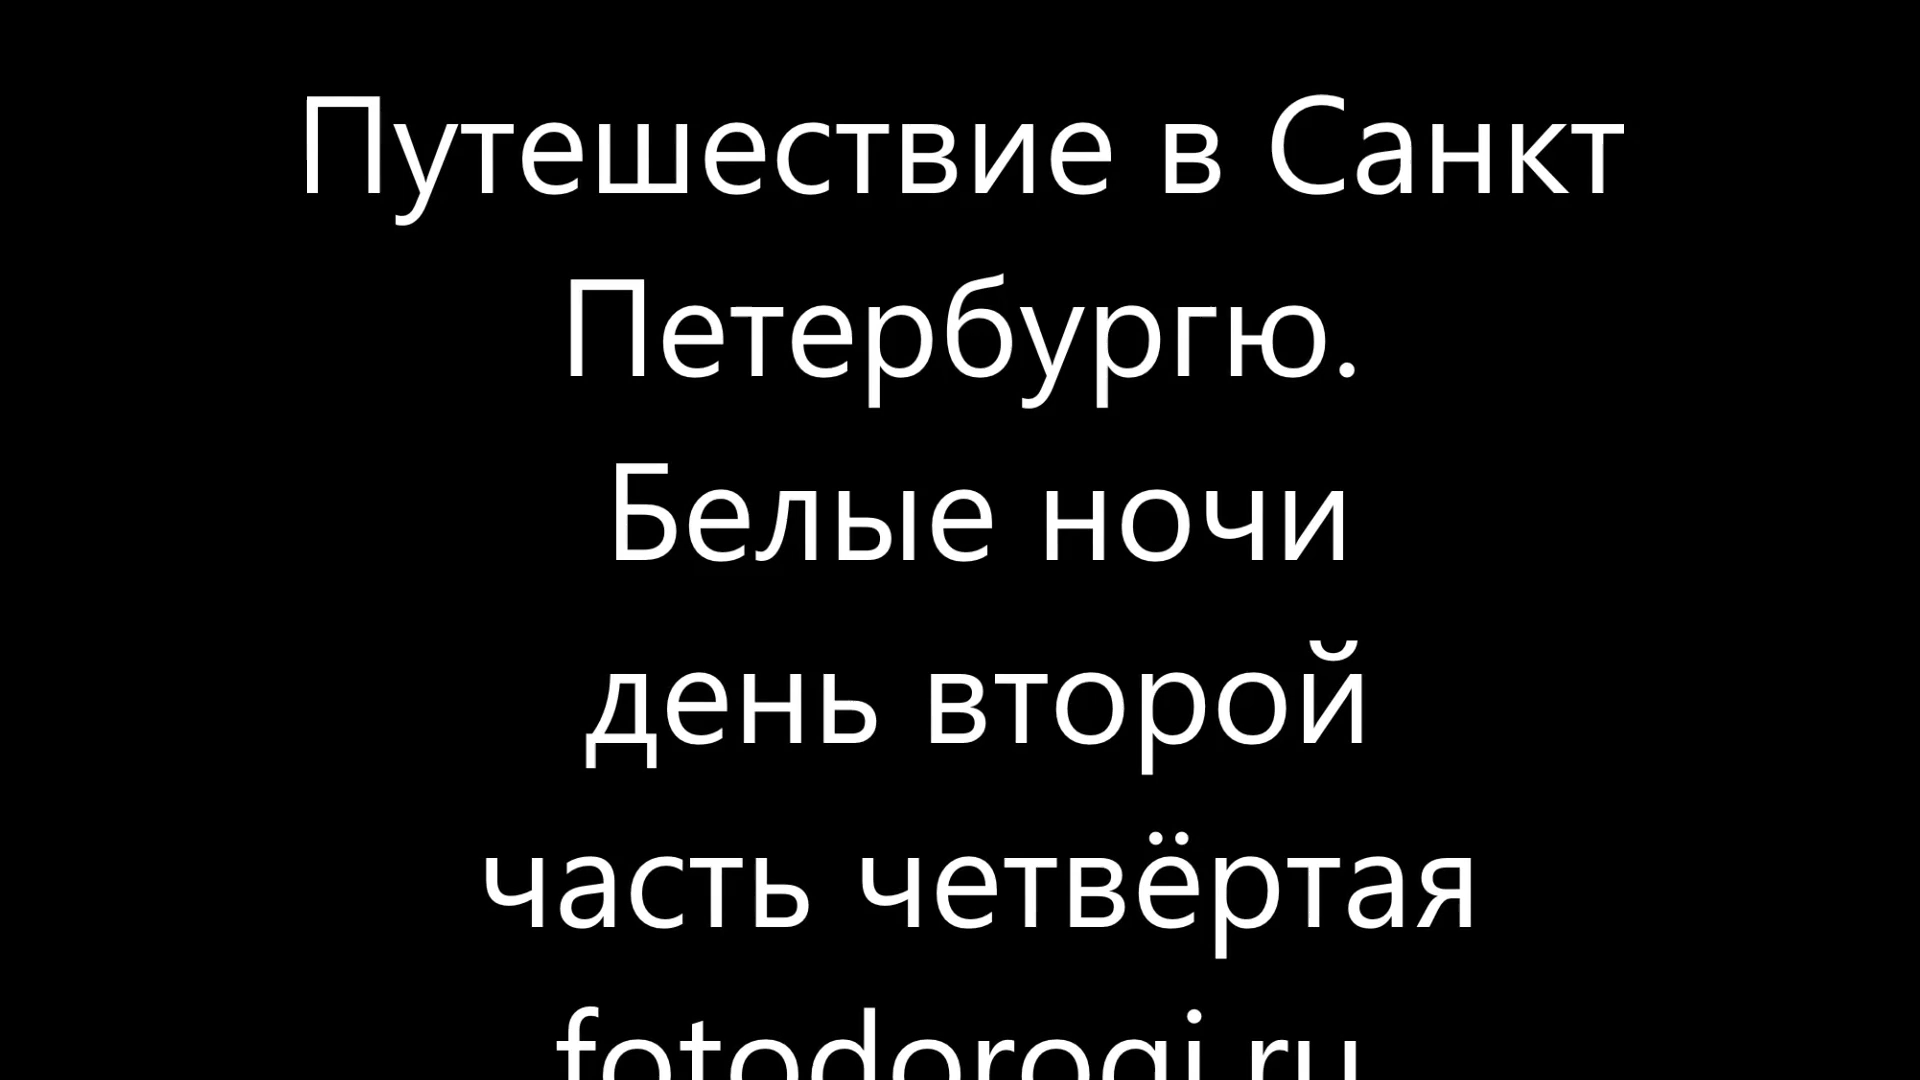 Путешествие в Санкт
Петербургю.
Белые ночи
день второй
часть четвёртая
fotodorogi.ru